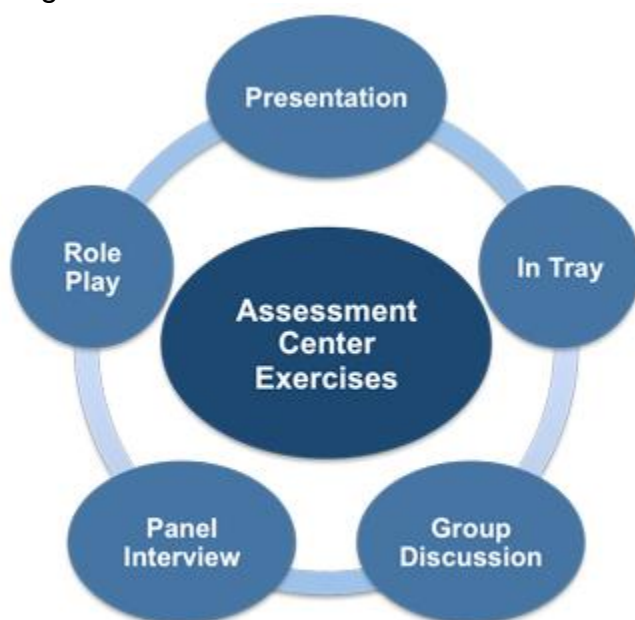 Presentation
Role
Play
In Tray
Assessment
Center
Exercises
Panel
Interview
Group
Discussion